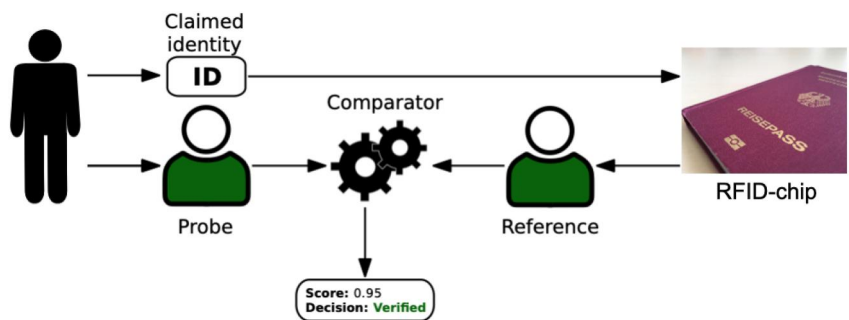 Claimed
identity
ID
Comparator
REISEPASS
RFID-chip
Probe
Reference
Score: 0.95
Decision: Verified